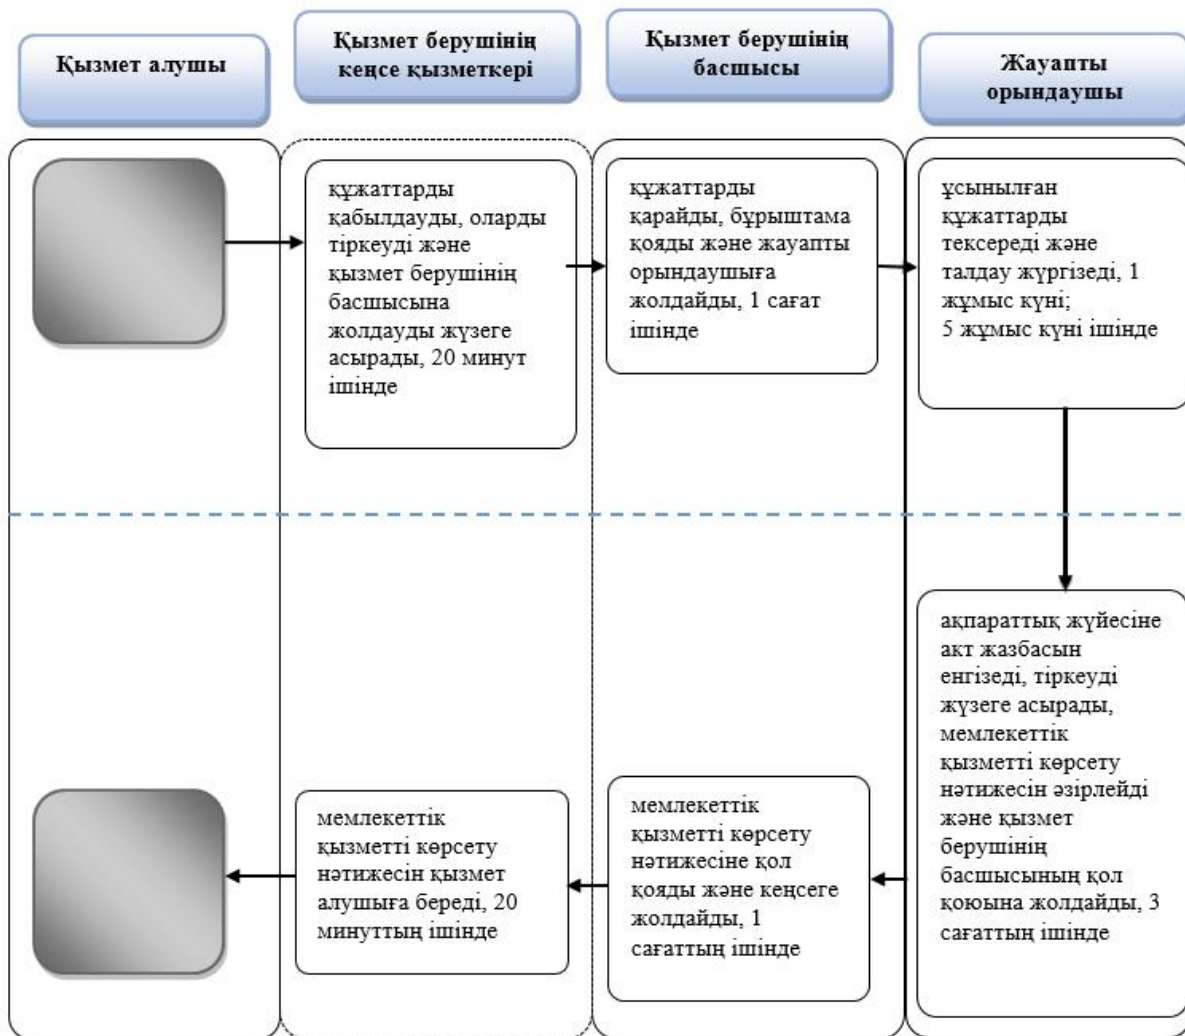 Қызмет алушы
Қызмет берушінің
кеңсе қызметкері
Қызмет берушінің
басшысы
Жауапты
орындаушы
құжаттарды
қабылдауды, оларды
тіркеуді және
қызмет берушінің
басшысына
жолдауды жүзеге
асырады, 20 минут
ішінде
құжаттарды
қарайды, бұрыштама
қояды және жауапты
орындаушыға
жолдайды, 1 сағат
ішінде
ұсынылған
құжаттарды
тексереді және
талдау жүргізеді, 1
жұмыс күні;
5 жұмыс күні ішінде
ақпараттық жүйесіне
акт жазбасын
енгізеді, тіркеуді
жүзеге асырады,
мемлекеттік
қызметті көрсету
нәтижесін әзірлейді
және қызмет
берушінің
басшысының қол
қоюына жолдайды, 3
сағаттың ішінде
мемлекеттік
қызметті көрсету
нәтижесіне қол
қояды және кеңсеге
жолдайды, 1
сағаттың ішінде
мемлекеттік
қызметті көрсету
нәтижесін қызмет
алушыға береді, 20
минуттың ішінде